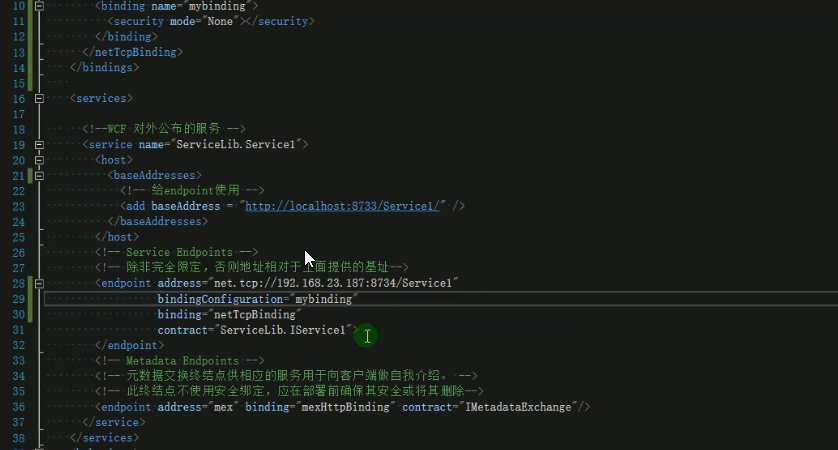 10 <binding name="mybinding">
11 <security mode="None"></security>
12 </binding>
13 </netTcpBinding>
14 </bindings>
15
16 <services>
17
18 <!--WCF 对外公布的服务 -->
19 <service name="ServiceLib.Service1">
20 <host>
21 <baseAddresses>
22 <!-- 给endpoint使用 -->
23 <add baseAddress = "http://localhost:8733/Service1/" />
24 </baseAddresses>
25 </host>
26 <!-- Service Endpoints -->
27 <!-- 除非完全限定，否则地址相对于上面提供的基址-->
28 <endpoint address="net.tcp://192.168.23.187:8734/Service1"
29 bindingConfiguration="mybinding"
30 binding="netTcpBinding"
31 contract="ServiceLib.IService1">
32 </endpoint>
33 <!-- Metadata Endpoints -->
34 <!-- 元数据交换终结点供相应的服务用于向客户端做自我介绍。 -->
35 <!-- 此终结点不使用安全绑定，应在部署前确保其安全或将其删除-->
36 <endpoint address="mex" binding="mexHttpBinding" contract="IMetadataExchange"/>
37 </service>
38 </services>